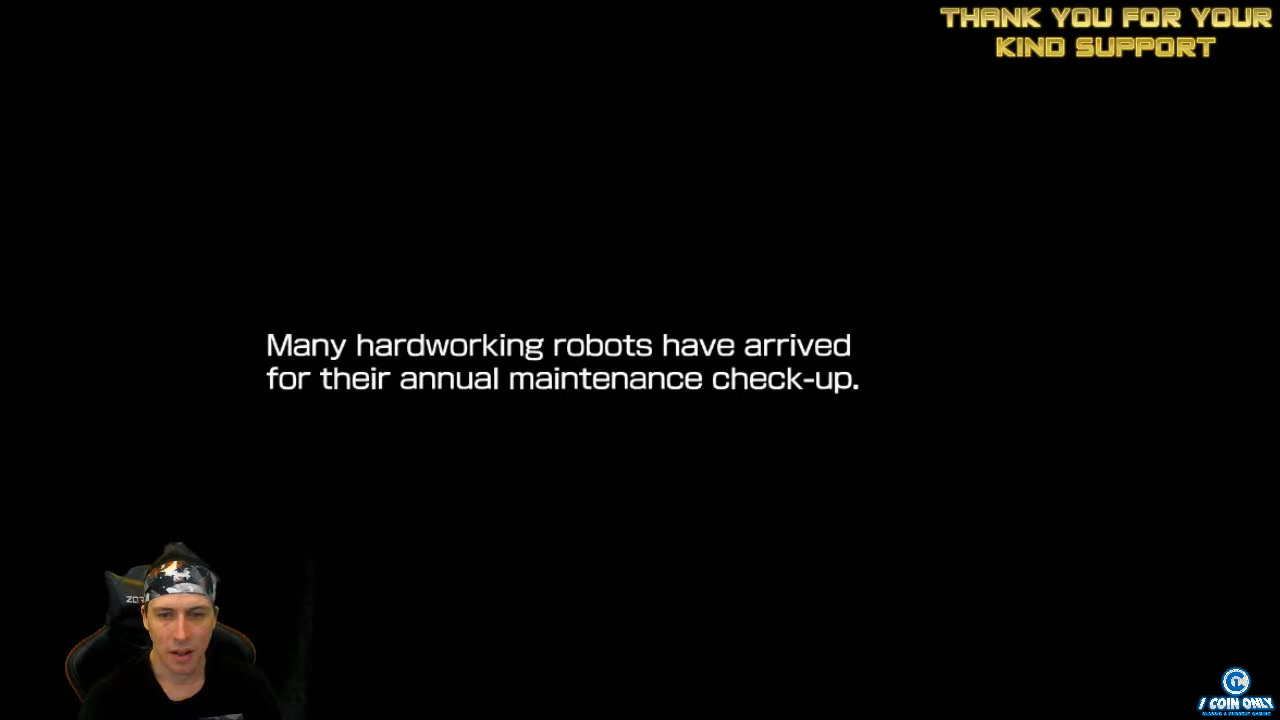 THANK YOU FOR YOUR
KIND SUPPORT
Many hardworking robots have arrived
for their annual maintenance check-up.
1 COIN ONLY